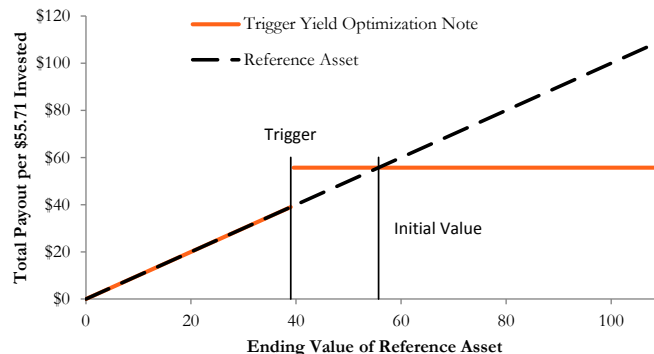 $120
$100
$80
$60
$40
$20
$0
Total Payout per $55.71 Invested
Trigger Yield Optimization Note
Reference Asset
Trigger
Initial Value
0
20
40
60
80
100
Ending Value of Reference Asset